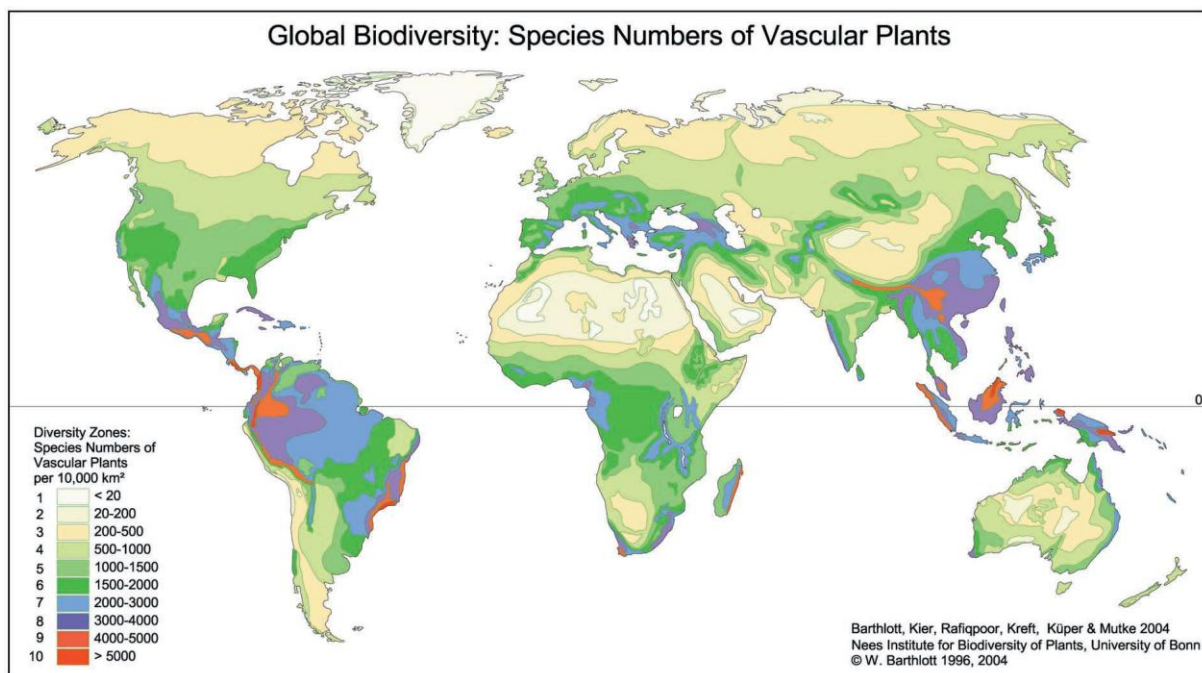 Global Biodiversity: Species Numbers of Vascular Plants
0
Diversity Zones:
Species Numbers of
Vascular Plants
per 10,000 km²
1 < 20
2 20-200
3 200-500
4 500-1000
5 1000-1500
6 1500-2000
7 2000-3000
8 3000-4000
9 4000-5000
10 > 5000
Barthlott, Kier, Rafiqpoor, Kreft, Küper & Mutke 2004
Nees Institute for Biodiversity of Plants, University of Bonn
© W. Barthlott 1996, 2004